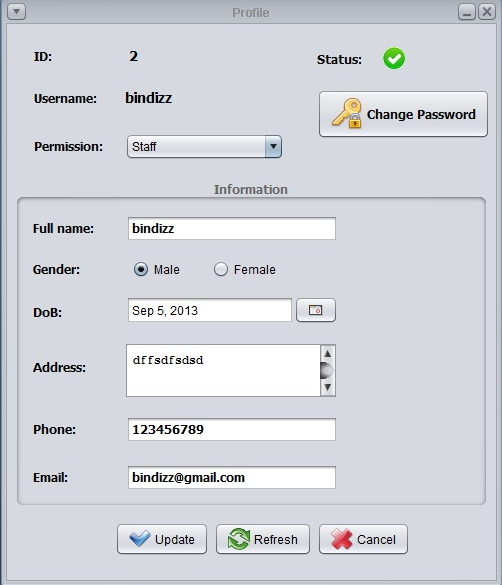 Profile
ID: 2 Status:
Username: bindizz
Change Password
Permission: Staff
Information
Full name: bindizz
Gender: Male Female
DoB: Sep 5, 2013
Address: dffsdfsdsd
Phone: 123456789
Email: bindizz@gmail.com
Update Refresh Cancel